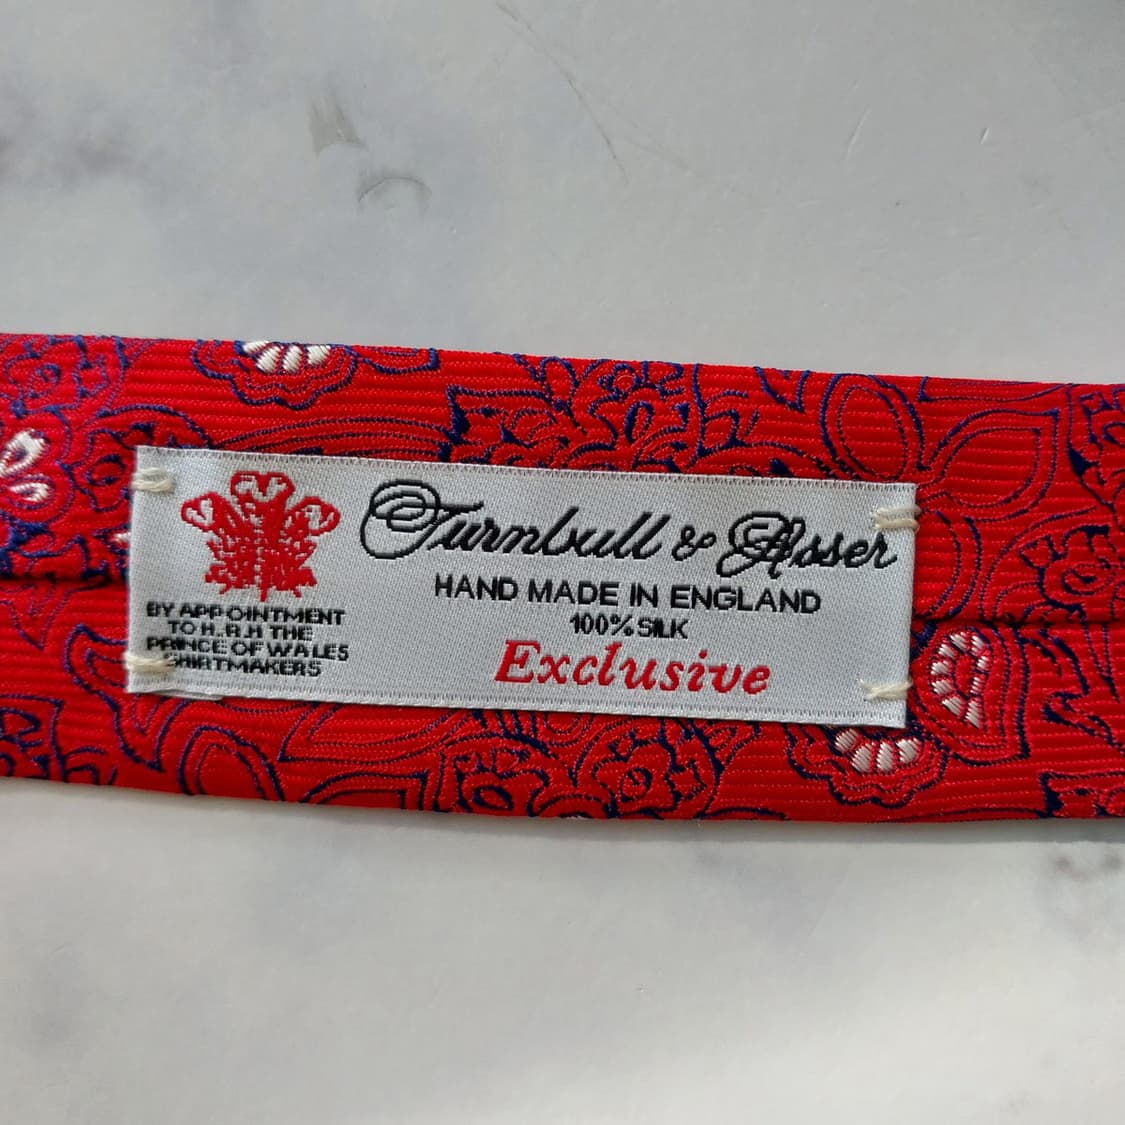 BY APPOINTMENT
TO H.R.H THE
PRINCE OF WALES
SHIRTMAKERS
Turnbull & Asser
HAND MADE IN ENGLAND
100% SILK
Exclusive